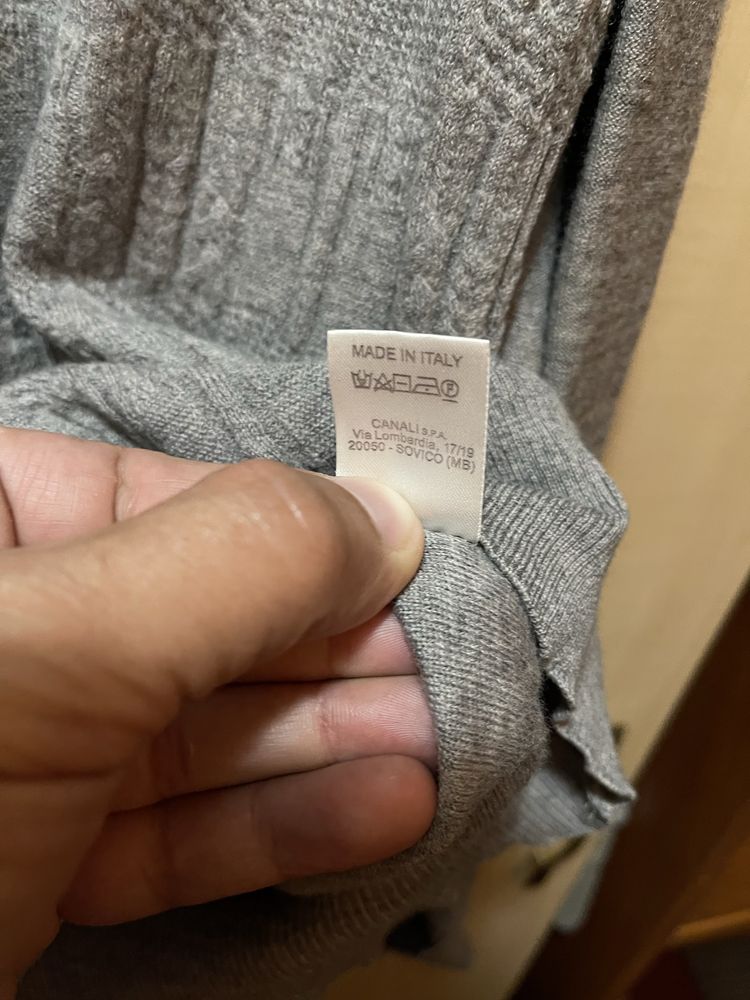 MADE IN ITALY
CANALI S.P.A.
Via Lombardia, 17/19
20050 - SOVICO (MB)